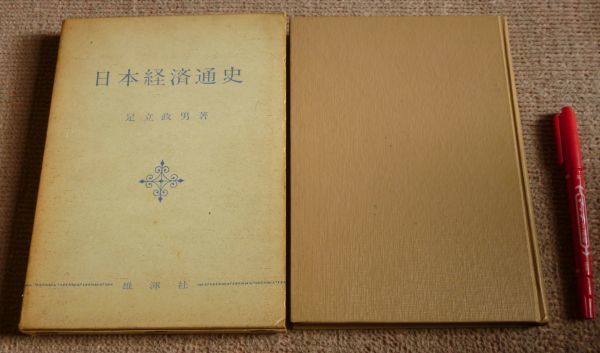 日本経済通史
足立政男著
雄渾社